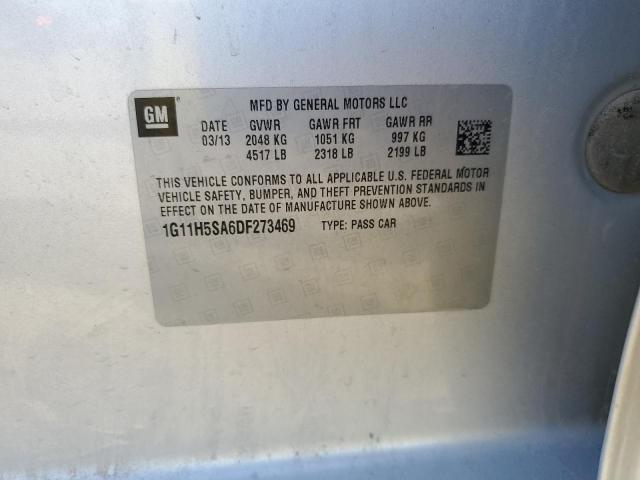 GM
MFD BY GENERAL MOTORS LLC
DATE GVWR GAWR FRT GAWR RR
03/13 2048 KG 1051 KG 997 KG
4517 LB 2318 LB 2199 LB
THIS VEHICLE CONFORMS TO ALL APPLICABLE U.S. FEDERAL MOTOR
VEHICLE SAFETY, BUMPER, AND THEFT PREVENTION STANDARDS IN
EFFECT ON THE DATE OF MANUFACTURE SHOWN ABOVE.
1G11H5SA6DF273469 TYPE: PASS CAR